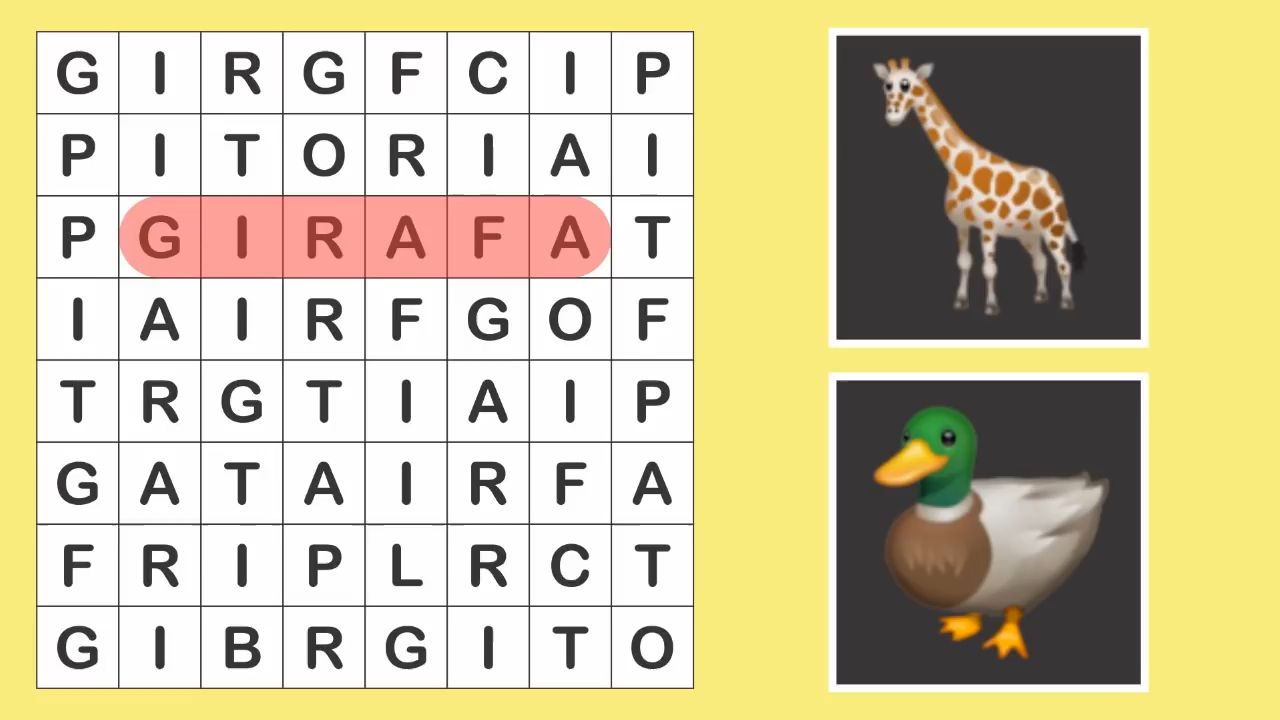 G I R G F C I P
P I T O R I A I
P G I R A F A T
I A I R F G O F
T R G T I A I P
G A T A I R F A
F R I P L R C T
G I B R G I T O